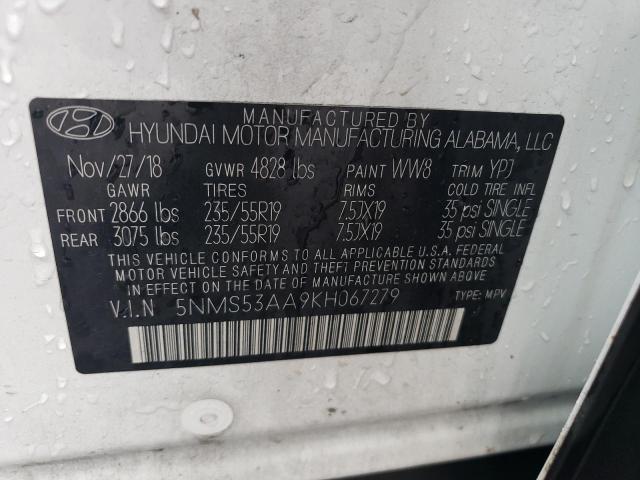 MANUFACTURED BY
HYUNDAI MOTOR MANUFACTURING ALABAMA, LLC
Nov/27/18 GVWR 4828 lbs PAINT WW8 TRIM YPJ
GAWR TIRES RIMS COLD TIRE INFL
FRONT 2866 lbs 235/55R19 7.5JX19 35 psi SINGLE
REAR 3075 lbs 235/55R19 7.5JX19 35 psi SINGLE
THIS VEHICLE CONFORMS TO ALL APPLICABLE U.S.A. FEDERAL
MOTOR VEHICLE SAFETY AND THEFT PREVENTION STANDARDS
IN EFFECT ON THE DATE OF MANUFACTURE SHOWN ABOVE.
V.I.N 5NMS53AA9KH067279 TYPE: MPV